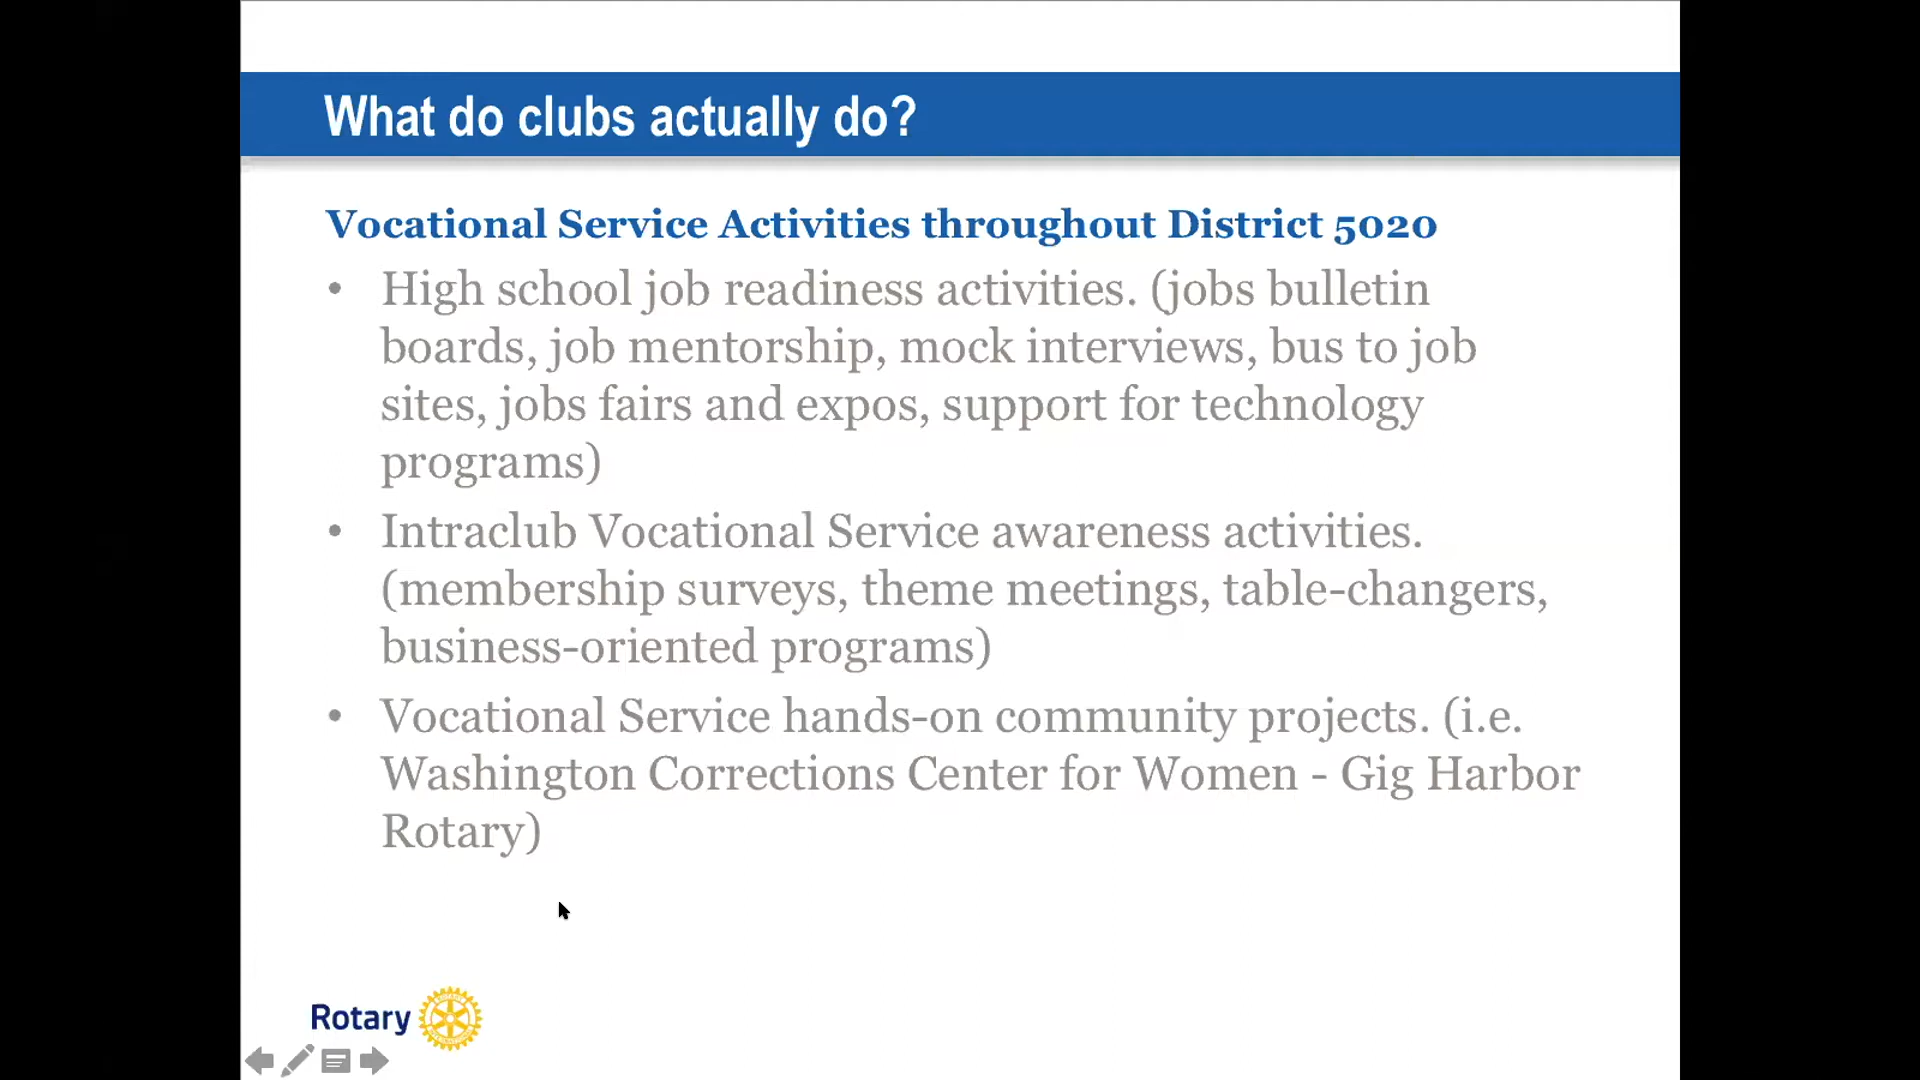 What do clubs actually do?
Vocational Service Activities throughout District 5020
• High school job readiness activities. (jobs bulletin
boards, job mentorship, mock interviews, bus to job
sites, jobs fairs and expos, support for technology
programs)
• Intraclub Vocational Service awareness activities.
(membership surveys, theme meetings, table-changers,
business-oriented programs)
• Vocational Service hands-on community projects. (i.e.
Washington Corrections Center for Women - Gig Harbor
Rotary)
Rotary